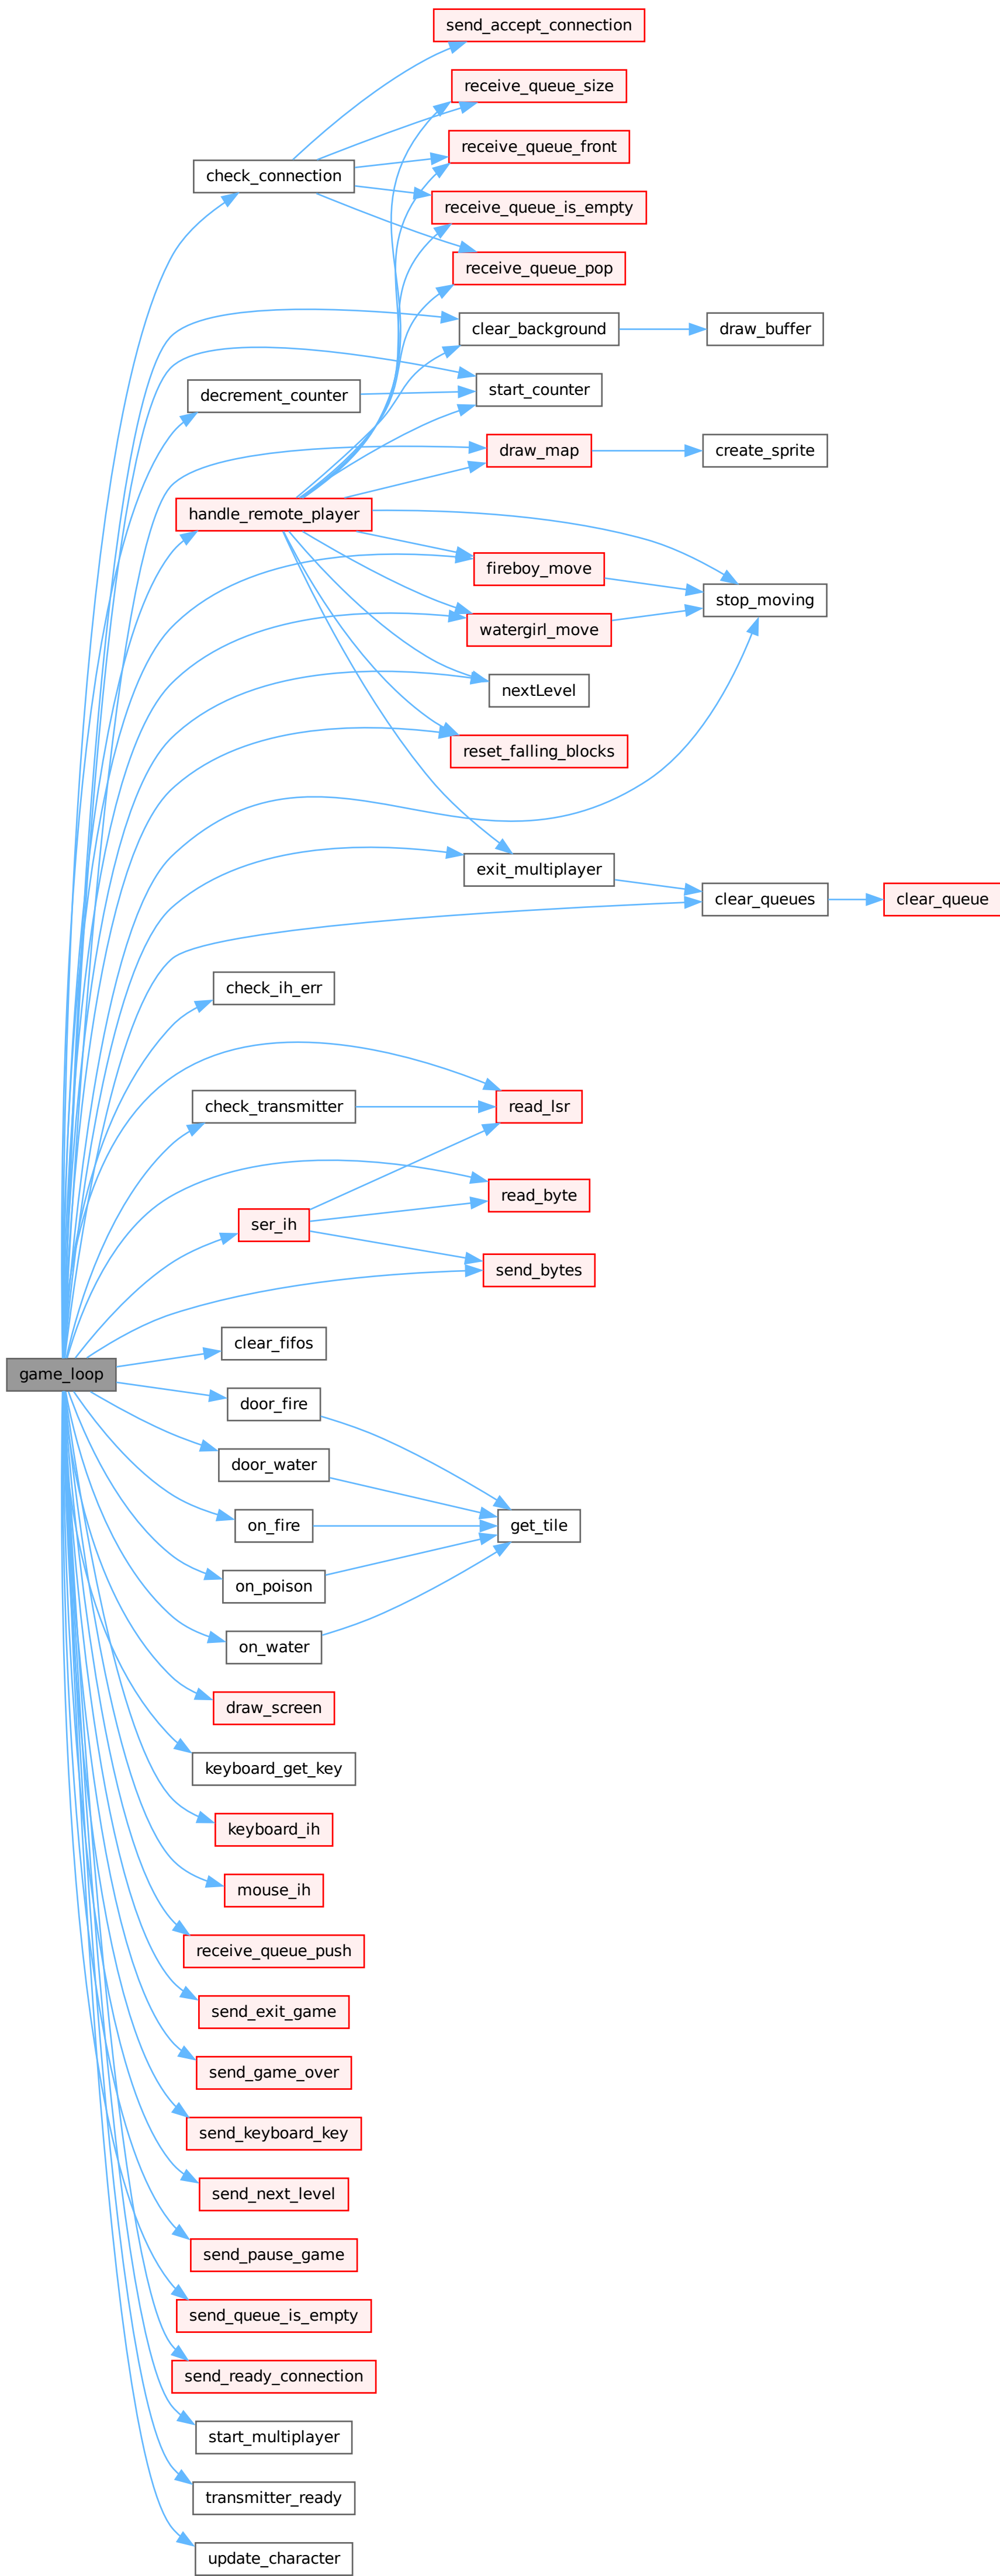 send_accept_connection
receive_queue_size
receive_queue_front
check_connection
receive_queue_is_empty
receive_queue_pop
clear_background
draw_buffer
decrement_counter
start_counter
draw_map
create_sprite
handle_remote_player
fireboy_move
stop_moving
watergirl_move
nextLevel
reset_falling_blocks
exit_multiplayer
clear_queues
clear_queue
check_ih_err
check_transmitter
read_lsr
read_byte
ser_ih
send_bytes
clear_fifos
game_loop
door_fire
door_water
on_fire
get_tile
on_poison
on_water
draw_screen
keyboard_get_key
keyboard_ih
mouse_ih
receive_queue_push
send_exit_game
send_game_over
send_keyboard_key
send_next_level
send_pause_game
send_queue_is_empty
send_ready_connection
start_multiplayer
transmitter_ready
update_character